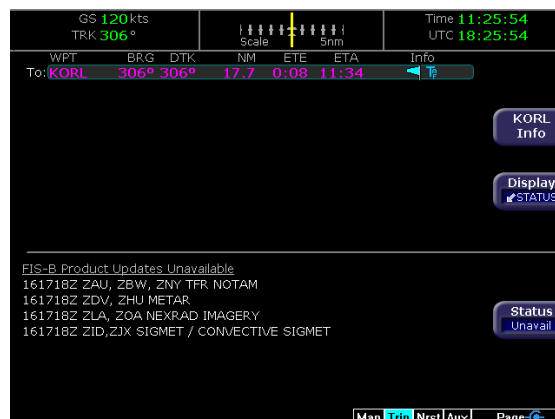 GS 120kts
TRK 306°
Scale 5nm
Time 11:25:54
UTC 18:25:54
WPT BRG DTK NM ETE ETA Info
To: KORL 306° 306° 17.7 0:08 11:34
KORL
Info
Display
STATUS
FIS-B Product Updates Unavailable
161718Z ZAU, ZBW, ZNY TFR NOTAM
161718Z ZDV, ZHU METAR
161718Z ZLA, ZOA NEXRAD IMAGERY
161718Z ZID,ZJX SIGMET / CONVECTIVE SIGMET
Status
Unavail
Map Trip Nrst Aux Page